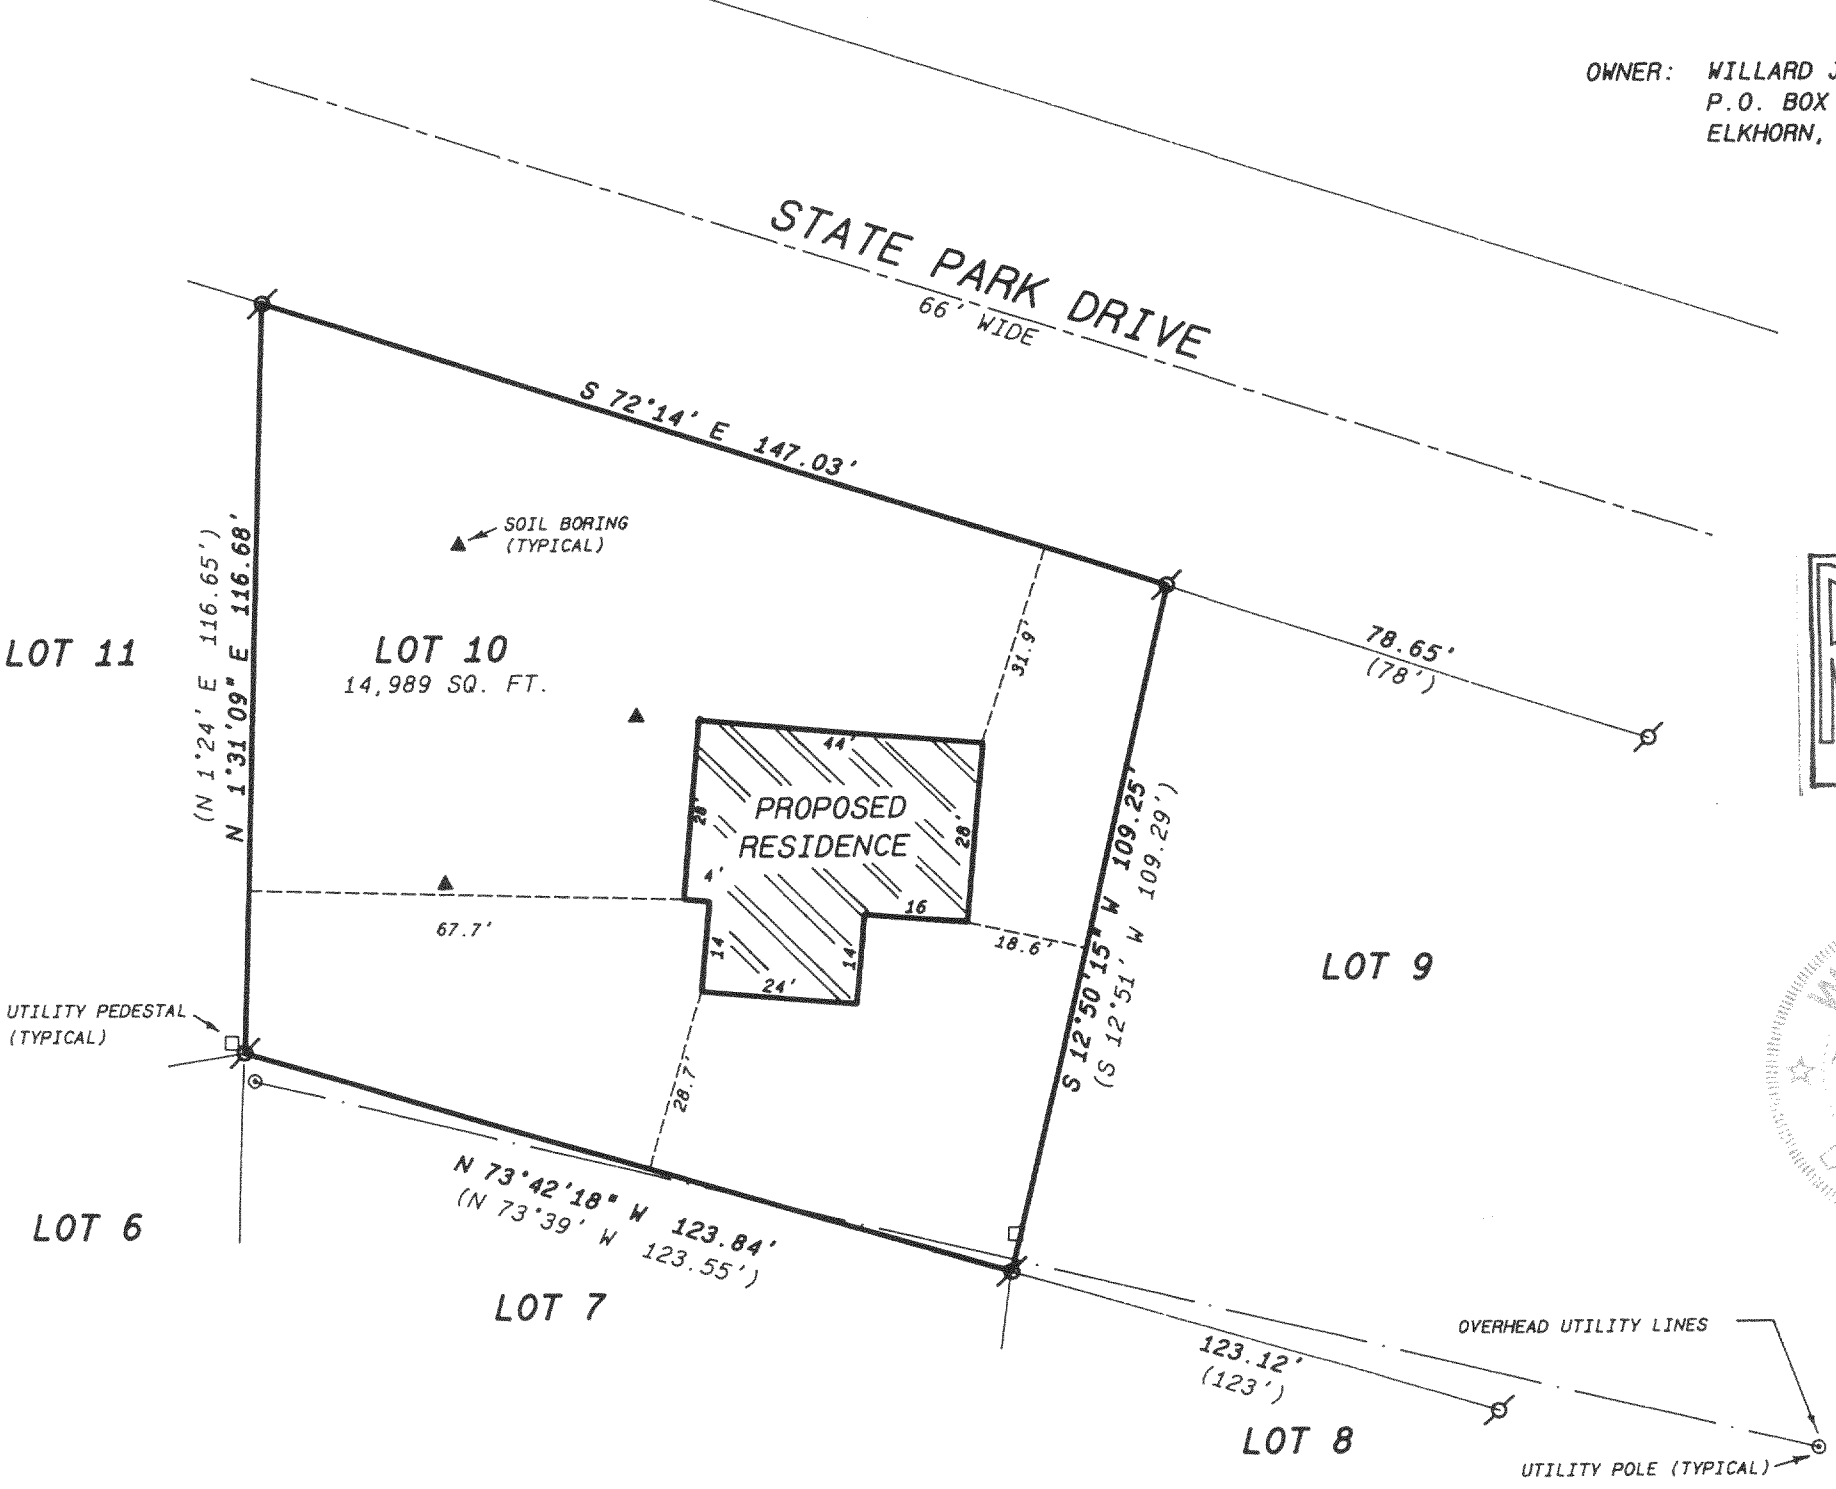 OWNER: WILLARD J
P.O. BOX
ELKHORN,
STATE PARK DRIVE
66' WIDE
S 72°14' E 147.03'
SOIL BORING
(TYPICAL)
(N 1°24' E 116.65')
N 1°31'09" E 116.68'
LOT 11
LOT 10
14,989 SQ. FT.
31.9'
78.65'
(78')
44'
28'
PROPOSED
RESIDENCE
28'
4'
16
14
14
24'
67.7'
18.6'
S 12°50'15" W 109.25'
(S 12°51' W 109.29')
LOT 9
UTILITY PEDESTAL
(TYPICAL)
28.7'
N 73°42'18" W 123.84'
(N 73°39' W 123.55')
LOT 6
LOT 7
OVERHEAD UTILITY LINES
123.12'
(123')
LOT 8
UTILITY POLE (TYPICAL)